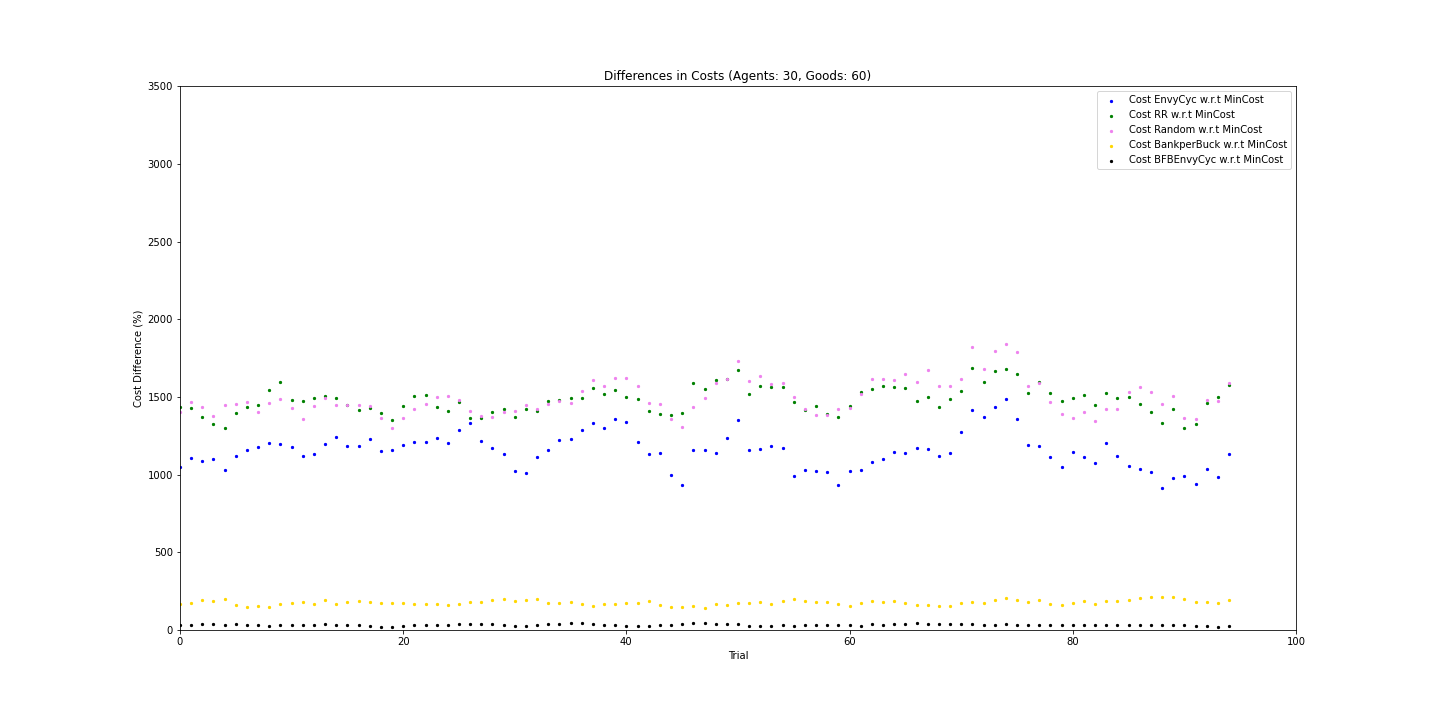 Differences in Costs (Agents: 30, Goods: 60)
3500
3000
2500
2000
1500
1000
500
0
Cost Difference (%)
Cost EnvyCyc w.r.t MinCost
Cost RR w.r.t MinCost
Cost Random w.r.t MinCost
Cost BankperBuck w.r.t MinCost
Cost BFBEnvyCyc w.r.t MinCost
0 20 40 60 80 100
Trial